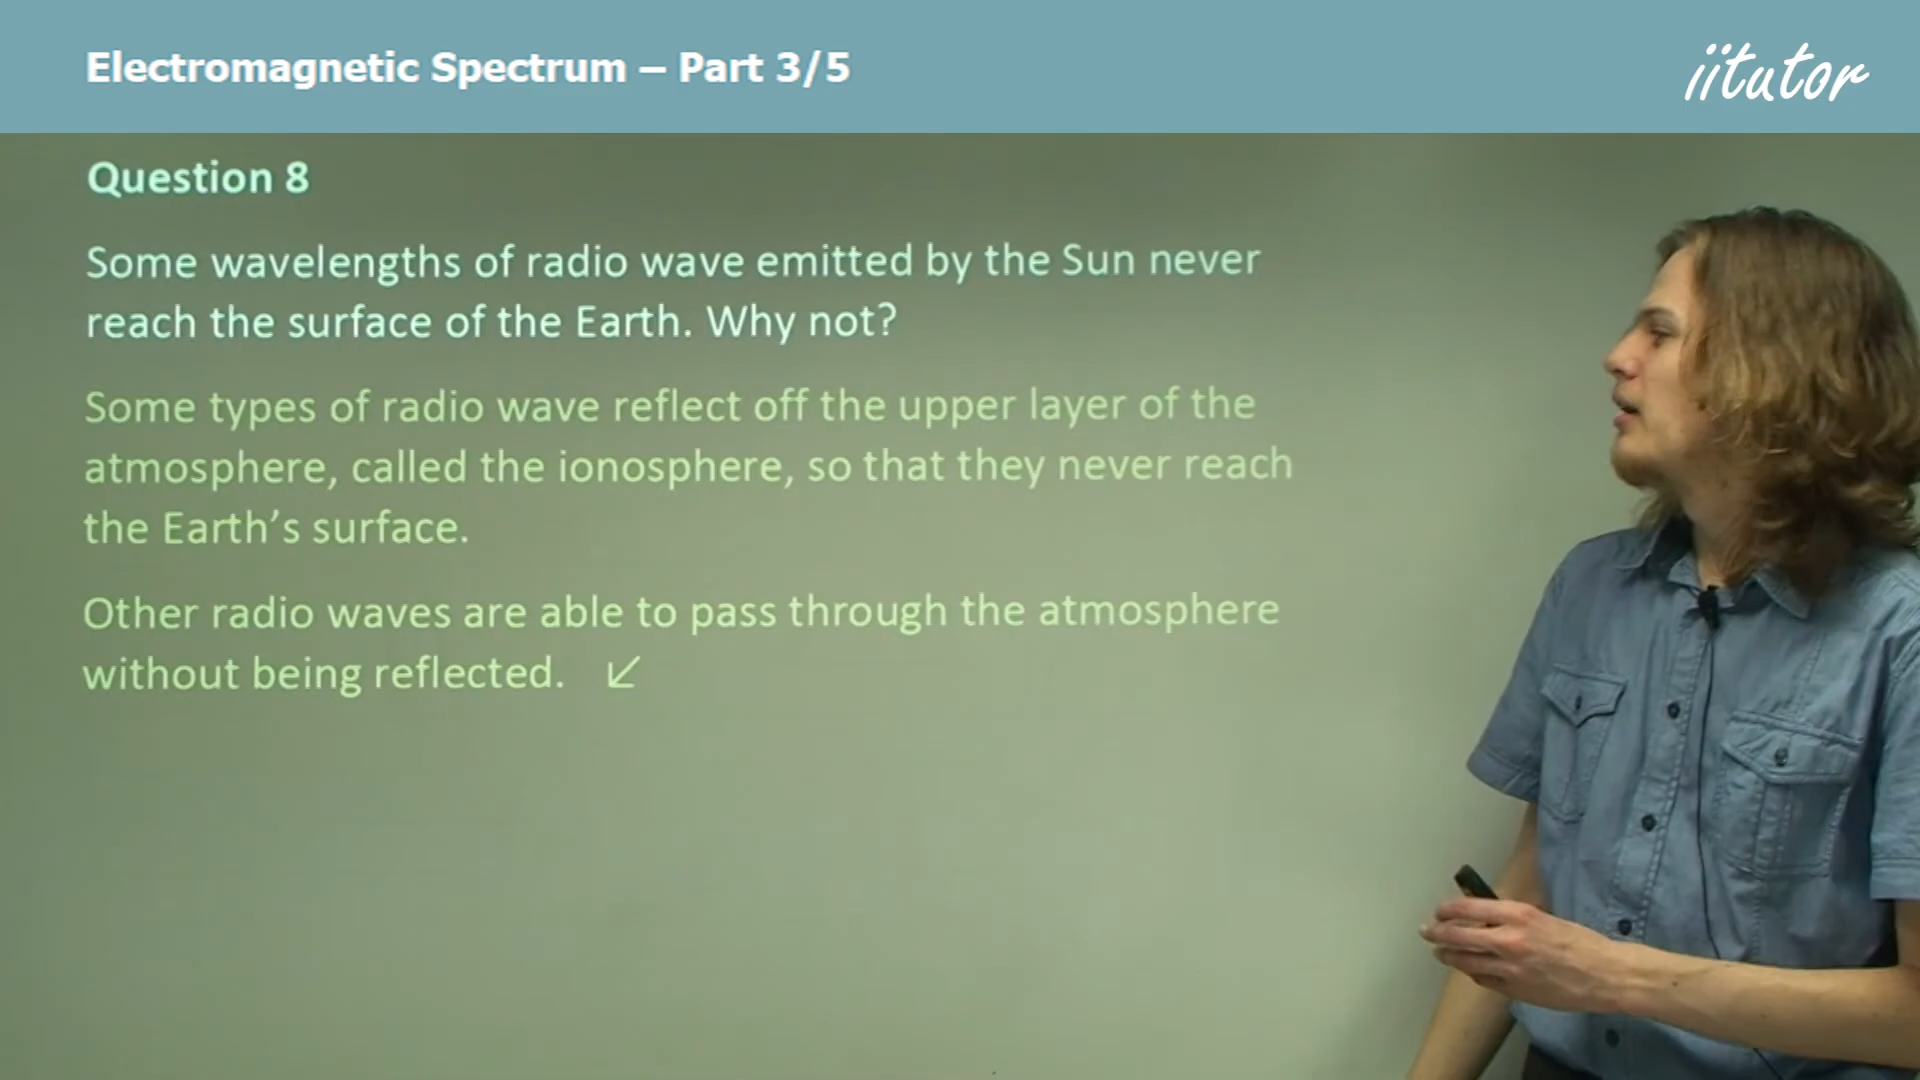 Electromagnetic Spectrum – Part 3/5
iitutor
Question 8
Some wavelengths of radio wave emitted by the Sun never
reach the surface of the Earth. Why not?
Some types of radio wave reflect off the upper layer of the
atmosphere, called the ionosphere, so that they never reach
the Earth’s surface.
Other radio waves are able to pass through the atmosphere
without being reflected. ↙